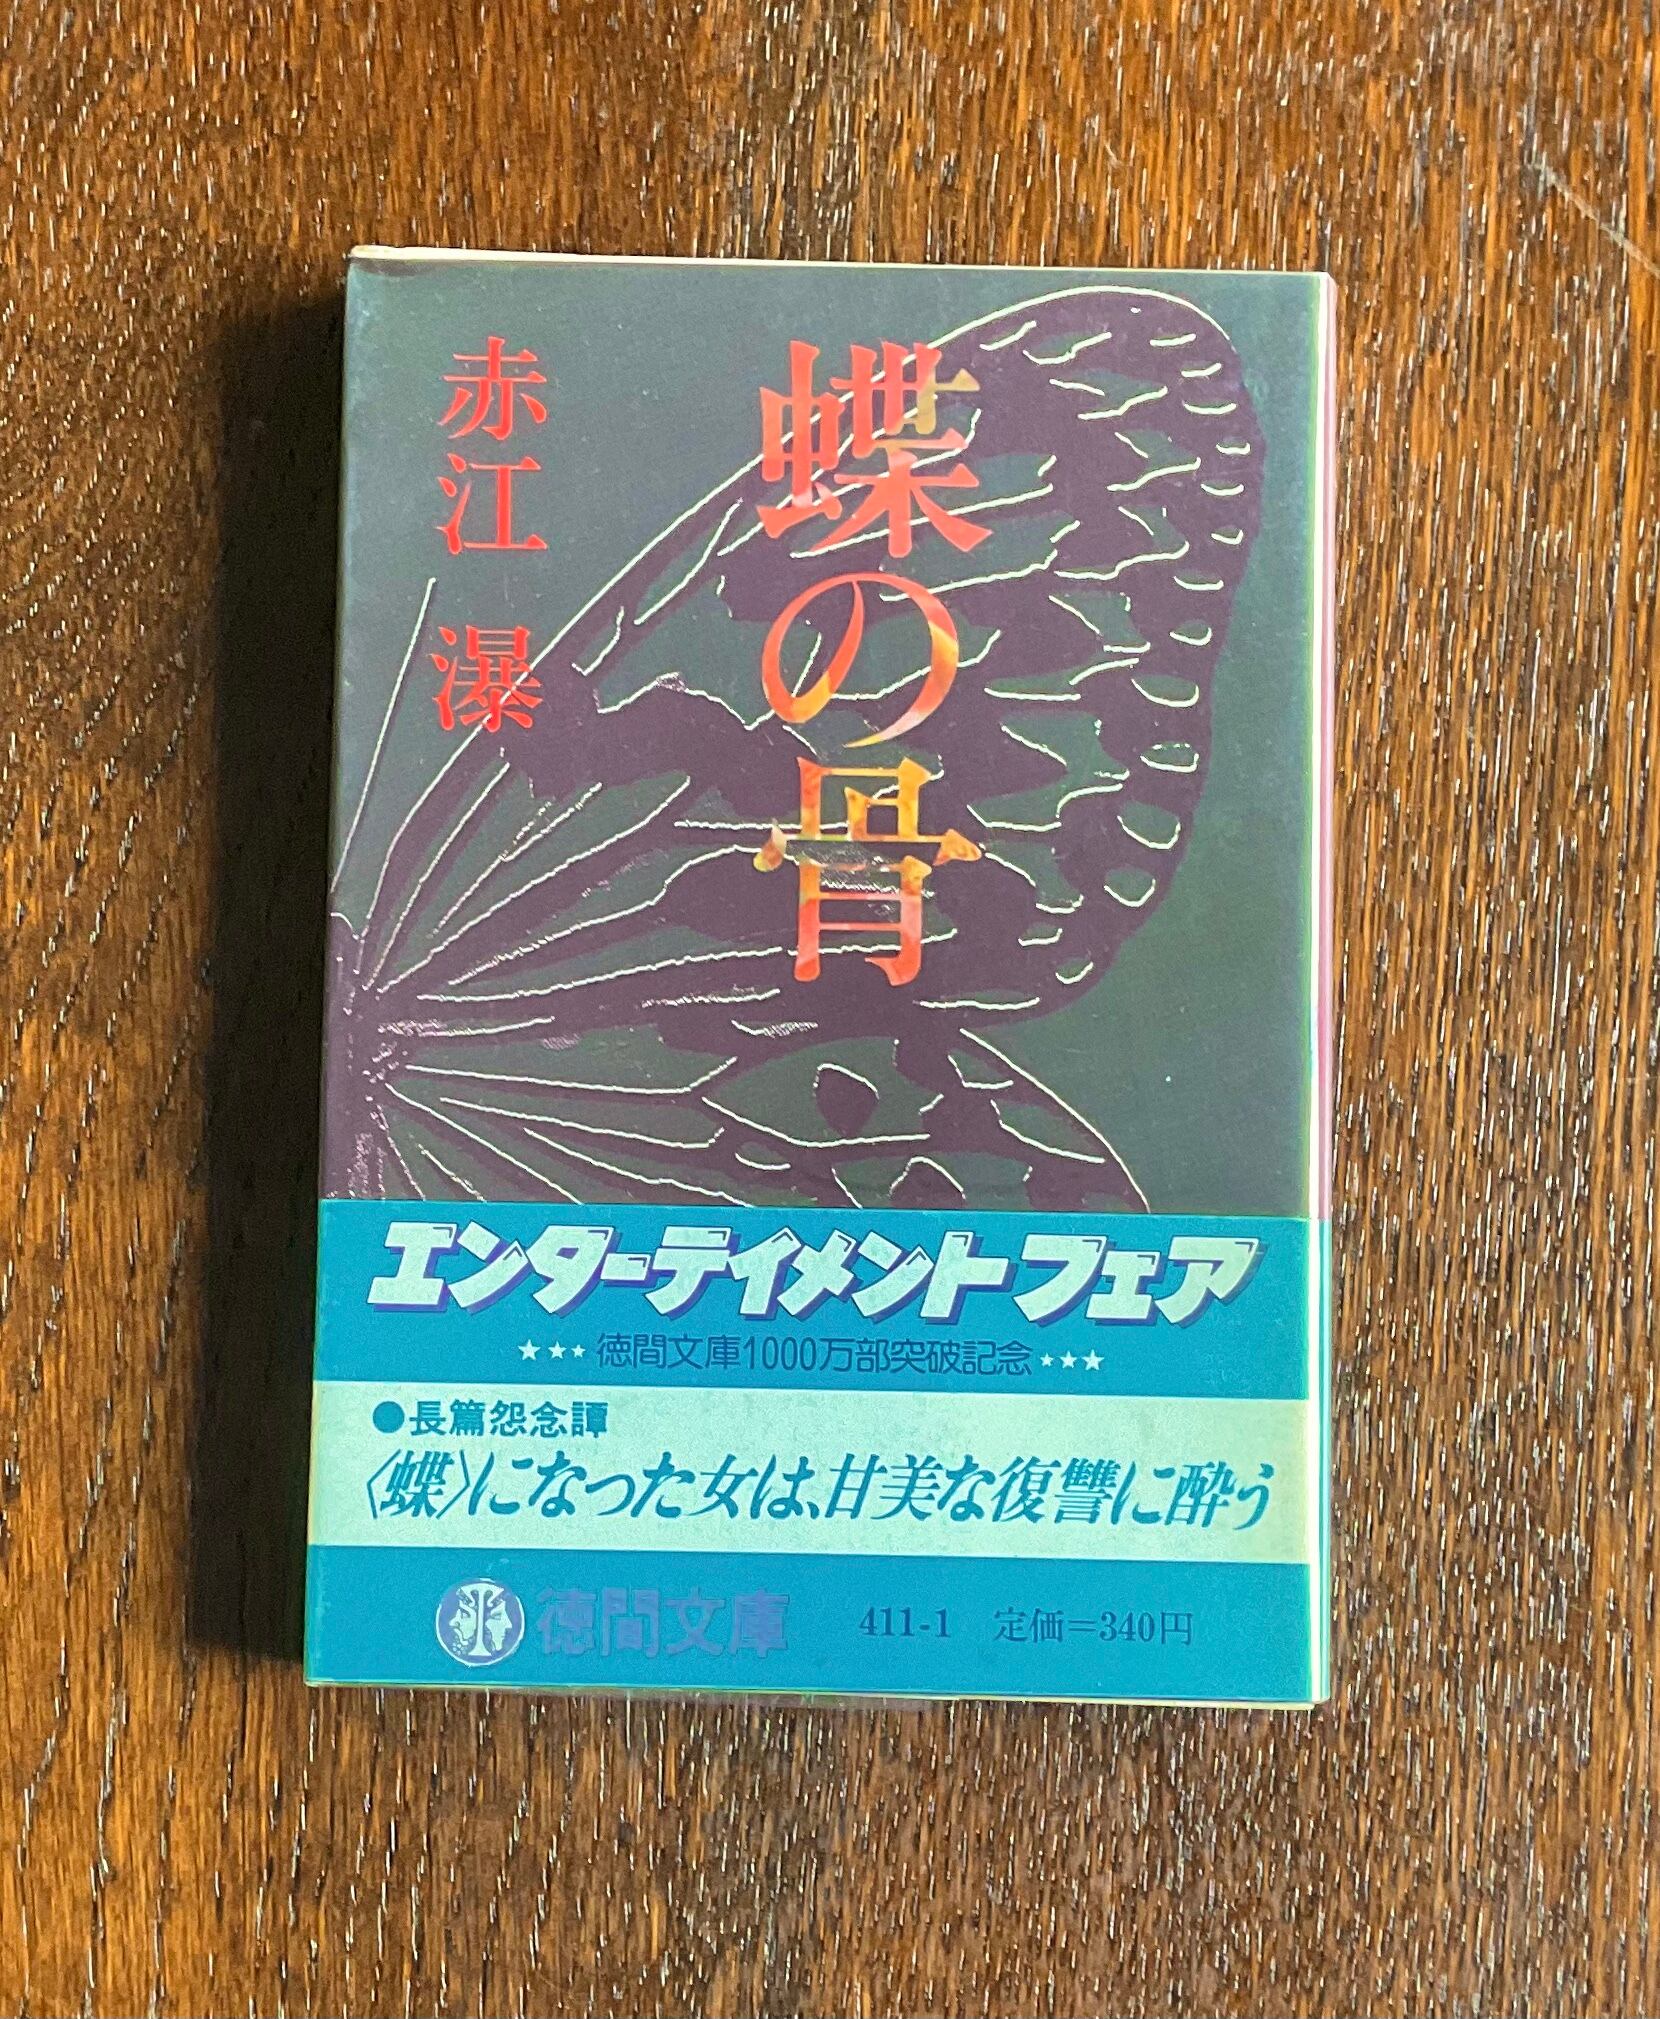 蝶の骨
赤江 瀑
エンターテイメントフェア
★★★ 徳間文庫1000万部突破記念 ★★★
●長篇怨念譚
〈蝶〉になった女は、甘美な復讐に酔う
徳間文庫 411-1 定価=340円